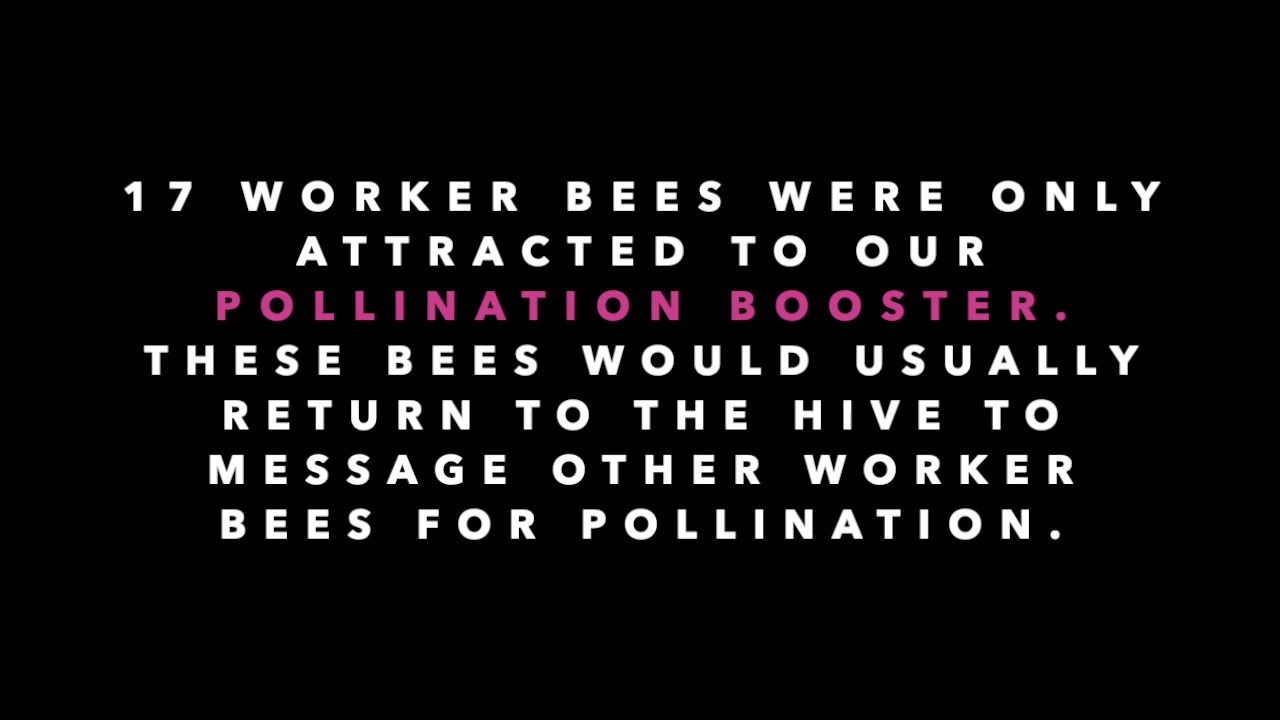 17 WORKER BEES WERE ONLY
ATTRACTED TO OUR
POLLINATION BOOSTER.
THESE BEES WOULD USUALLY
RETURN TO THE HIVE TO
MESSAGE OTHER WORKER
BEES FOR POLLINATION.